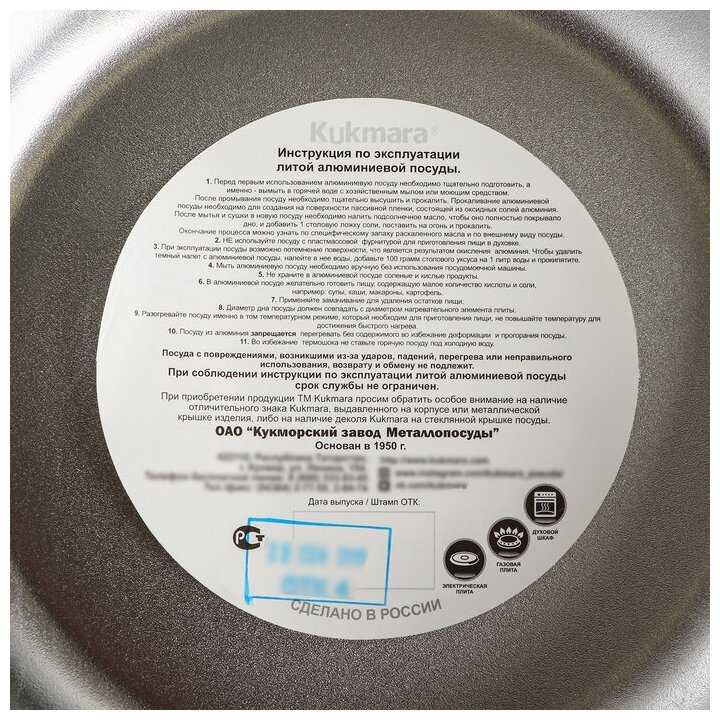 Kukmara®
Инструкция по эксплуатации
литой алюминиевой посуды.
1. Перед первым использованием алюминиевую посуду необходимо тщательно подготовить, а
именно - вымыть в горячей воде с хозяйственным мылом или моющим средством.
После промывания посуду необходимо тщательно высушить и прокалить. Прокаливание алюминиевой
посуды необходимо для создания на поверхности пассивной пленки, состоящей из оксидных солей алюминия.
После мытья и сушки в новую посуду необходимо налить подсолнечное масло, чтобы оно полностью покрывало
дно, и добавить 1 столовую ложку соли, поставить на огонь и прокалить.
Окончание процесса можно узнать по специфическому запаху раскаленного масла и по внешнему виду посуды.
2. НЕ используйте посуду с пластмассовой фурнитурой для приготовления пищи в духовке.
3. При эксплуатации посуды возможно потемнение поверхности, что является результатом окисления алюминия. Чтобы удалить
темный налет с алюминиевой посуды, налейте в нее воды, добавьте 100 грамм столового уксуса на 1 литр воды и прокипятите.
4. Мыть алюминиевую посуду необходимо вручную без использования посудомоечной машины.
5. Не храните в алюминиевой посуде соленые и кислые продукты.
6. В алюминиевой посуде желательно готовить пищу, содержащую малое количество кислоты и соли,
например: супы, каши, макароны, картофель.
7. Применяйте замачивание для удаления остатков пищи.
8. Диаметр дна посуды должен совпадать с диаметром нагревательного элемента плиты.
9. Разогревайте посуду именно в том температурном режиме, который необходим для приготовления пищи, не повышайте температуру для
достижения быстрого нагрева.
10. Посуду из алюминия запрещается перегревать без содержимого во избежание деформации и прогорания посуды.
11. Во избежание термошока не ставьте горячую посуду под холодную воду.
Посуда с повреждениями, возникшими из-за ударов, падений, перегрева или неправильного
использования, возврату и обмену не подлежит.
При соблюдении инструкции по эксплуатации литой алюминиевой посуды
срок службы не ограничен.
При приобретении продукции ТМ Kukmara просим обратить особое внимание на наличие
отличительного знака Kukmara, выдавленного на корпусе или металлической
крышке изделия, либо на наличие деколя Kukmara на стеклянной крышке посуды.
ОАО "Кукморский завод Металлопосуды"
Основан в 1950 г.
Дата выпуска / Штамп ОТК:
РСТ
ДУХОВОЙ
ШКАФ
ГАЗОВАЯ
ПЛИТА
ЭЛЕКТРИЧЕСКАЯ
ПЛИТА
СДЕЛАНО В РОССИИ